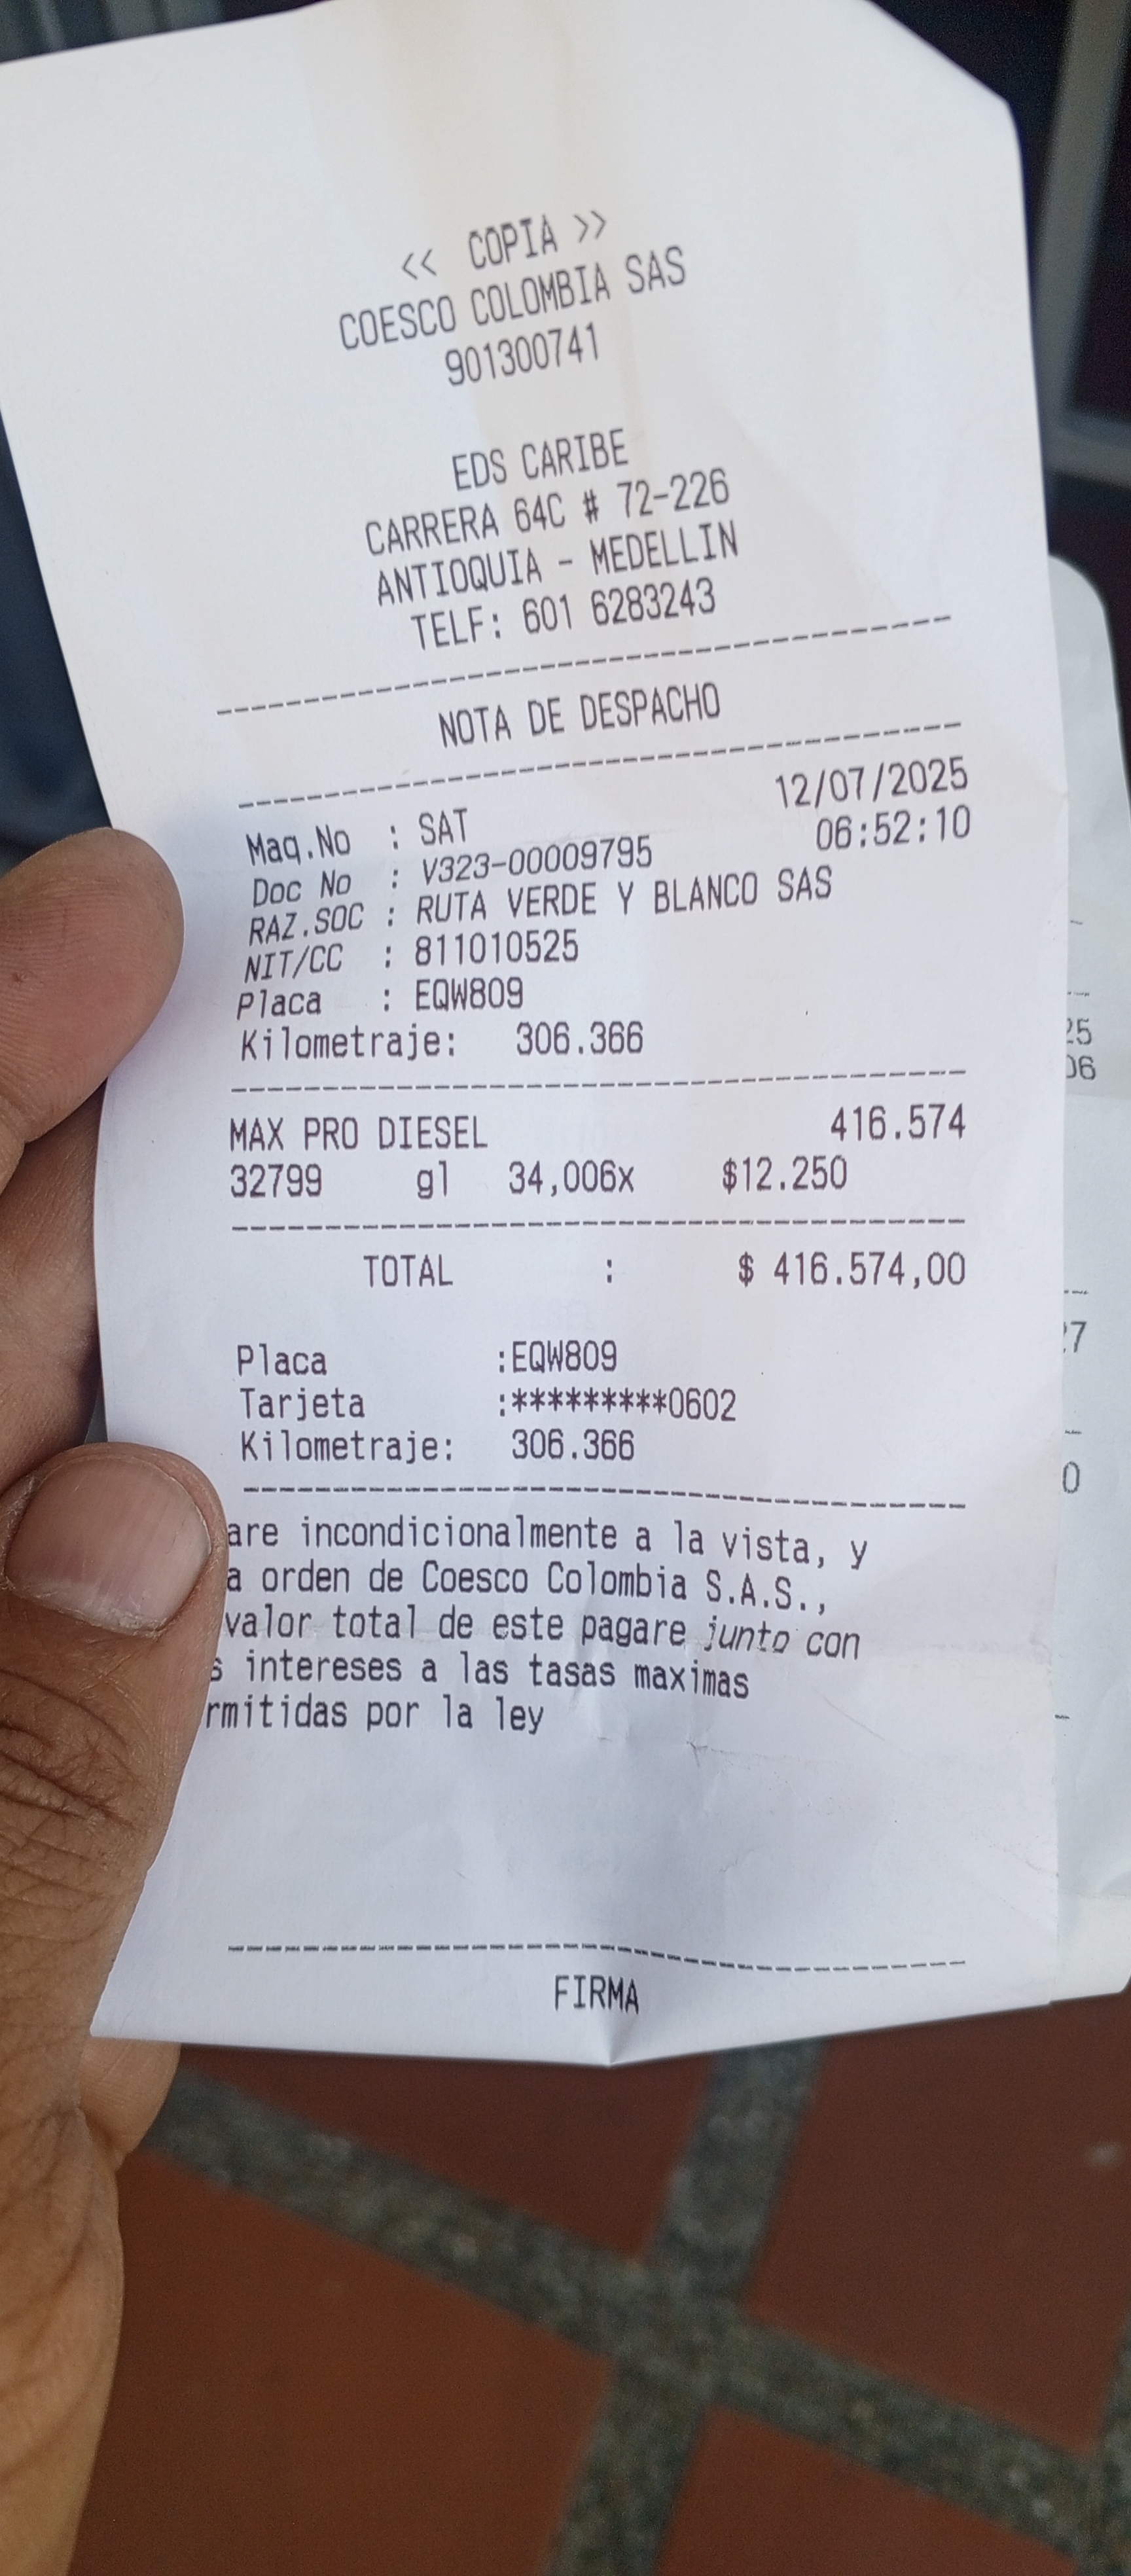 << COPIA >>
COESCO COLOMBIA SAS
901300741
EDS CARIBE
CARRERA 64C # 72-226
ANTIOQUIA - MEDELLIN
TELF: 601 6283243
NOTA DE DESPACHO
12/07/2025
Maq.No : SAT 06:52:10
Doc No : V323-00009795
RAZ.SOC : RUTA VERDE Y BLANCO SAS
NIT/CC : 811010525
Placa : EQW809
Kilometraje: 306.366
MAX PRO DIESEL 416.574
32799 gl 34,006x $12.250
TOTAL : $ 416.574,00
Placa :EQW809
Tarjeta :*********0602
Kilometraje: 306.366
are incondicionalmente a la vista, y
a orden de Coesco Colombia S.A.S.,
valor total de este pagare junto con
s intereses a las tasas maximas
rmitidas por la ley
FIRMA
25
06
27
0